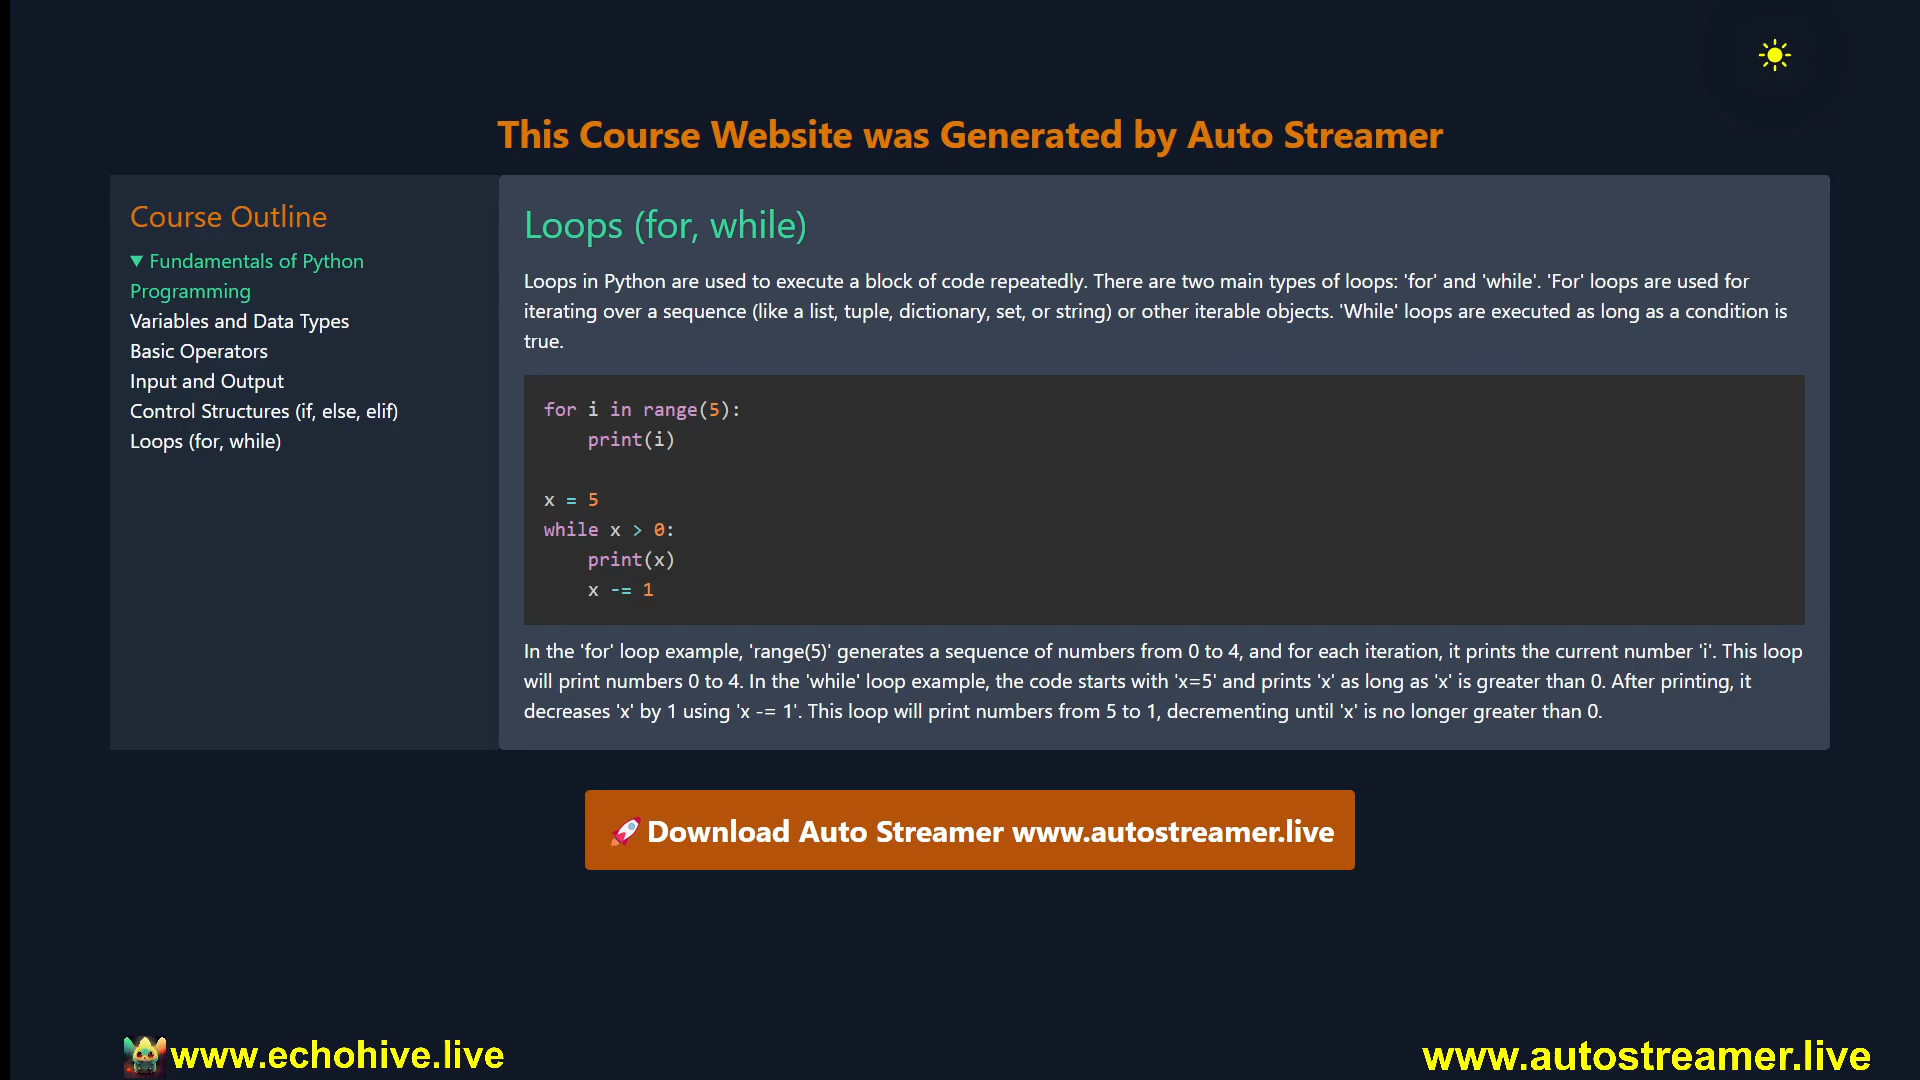 This Course Website was Generated by Auto Streamer
Course Outline
▼ Fundamentals of Python
Programming
Variables and Data Types
Basic Operators
Input and Output
Control Structures (if, else, elif)
Loops (for, while)
Loops (for, while)
Loops in Python are used to execute a block of code repeatedly. There are two main types of loops: 'for' and 'while'. 'For' loops are used for
iterating over a sequence (like a list, tuple, dictionary, set, or string) or other iterable objects. 'While' loops are executed as long as a condition is
true.
for i in range(5):
    print(i)
x = 5
while x > 0:
    print(x)
    x -= 1
In the 'for' loop example, 'range(5)' generates a sequence of numbers from 0 to 4, and for each iteration, it prints the current number 'i'. This loop
will print numbers 0 to 4. In the 'while' loop example, the code starts with 'x=5' and prints 'x' as long as 'x' is greater than 0. After printing, it
decreases 'x' by 1 using 'x -= 1'. This loop will print numbers from 5 to 1, decrementing until 'x' is no longer greater than 0.
🚀 Download Auto Streamer www.autostreamer.live
www.echohive.live
www.autostreamer.live